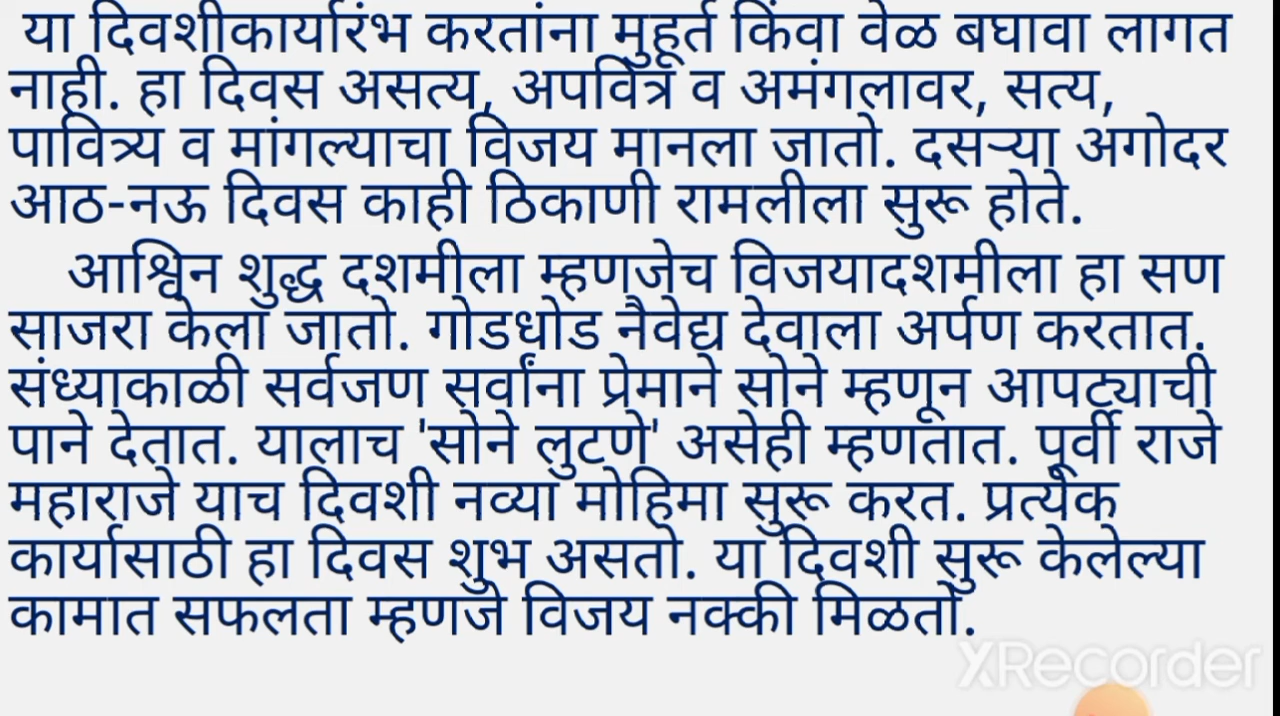 या दिवशीकार्यारंभ करतांना मुहूर्त किंवा वेळ बघावा लागत
नाही. हा दिवस असत्य, अपवित्र व अमंगलावर, सत्य,
पावित्र्य व मांगल्याचा विजय मानला जातो. दसऱ्या अगोदर
आठ-नऊ दिवस काही ठिकाणी रामलीला सुरू होते.
आश्विन शुद्ध दशमीला म्हणजेच विजयादशमीला हा सण
साजरा केला जातो. गोडधोड नैवेद्य देवाला अर्पण करतात.
संध्याकाळी सर्वजण सर्वांना प्रेमाने सोने म्हणून आपट्याची
पाने देतात. यालाच 'सोने लुटणे' असेही म्हणतात. पूर्वी राजे
महाराजे याच दिवशी नव्या मोहिमा सुरू करत. प्रत्येक
कार्यासाठी हा दिवस शुभ असतो. या दिवशी सुरू केलेल्या
कामात सफलता म्हणजे विजय नक्की मिळतो.
XRecorder